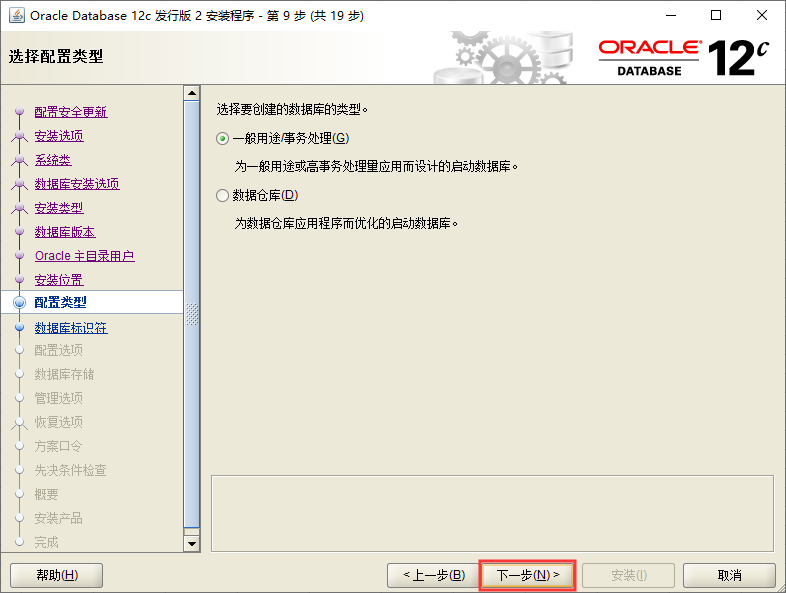 Oracle Database 12c 发行版 2 安装程序 - 第 9 步 (共 19 步)
选择配置类型
ORACLE®
DATABASE
12c
配置安全更新
安装选项
系统类
数据库安装选项
安装类型
数据库版本
Oracle 主目录用户
安装位置
配置类型
数据库标识符
配置选项
数据库存储
管理选项
恢复选项
方案口令
先决条件检查
概要
安装产品
完成
选择要创建的数据库的类型。
一般用途/事务处理(G)
为一般用途或高事务处理量应用而设计的启动数据库。
数据仓库(D)
为数据仓库应用程序而优化的启动数据库。
帮助(H)
< 上一步(B)
下一步(N) >
安装(I)
取消